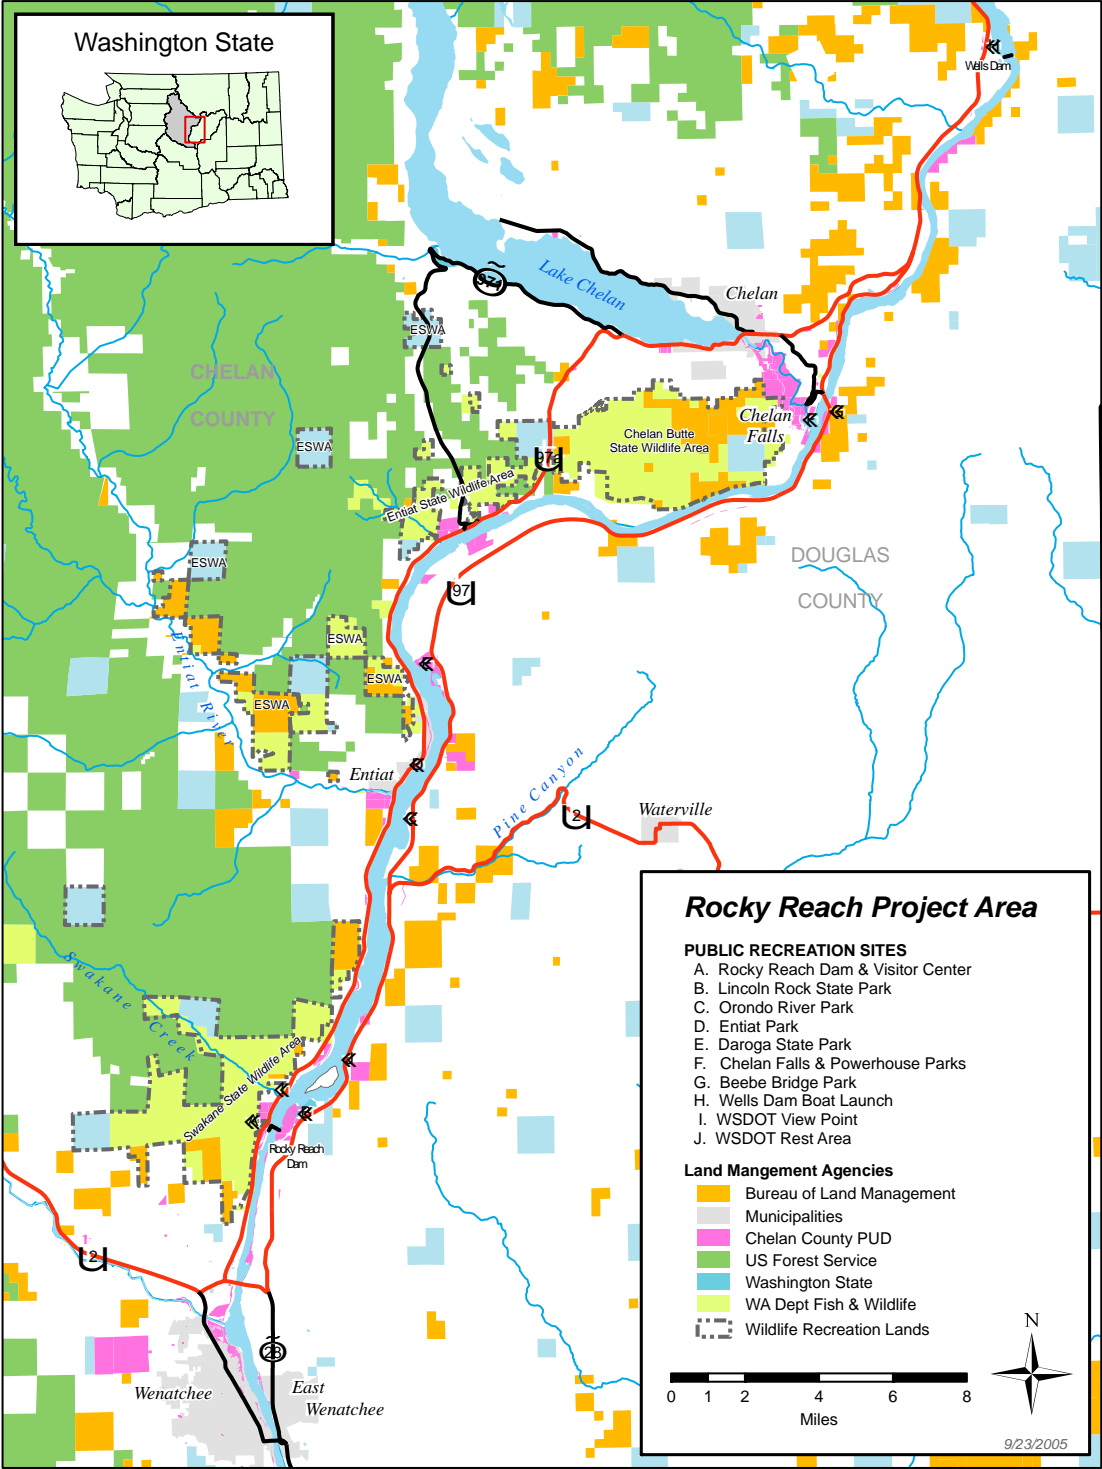 Washington State
Wells Dam
Lake Chelan
Chelan
97A
ESWA
CHELAN
COUNTY
ESWA
Chelan
Falls
Chelan Butte
State Wildlife Area
97a
Entiat State Wildlife Area
ESWA
97
DOUGLAS
COUNTY
Entiat River
ESWA
ESWA
ESWA
Entiat
Pine Canyon
2
Waterville
Swakane Creek
Swakane State Wildlife Area
Rocky Reach
Dam
2
28
Wenatchee
East
Wenatchee
Rocky Reach Project Area
PUBLIC RECREATION SITES
A. Rocky Reach Dam & Visitor Center
B. Lincoln Rock State Park
C. Orondo River Park
D. Entiat Park
E. Daroga State Park
F. Chelan Falls & Powerhouse Parks
G. Beebe Bridge Park
H. Wells Dam Boat Launch
I. WSDOT View Point
J. WSDOT Rest Area
Land Mangement Agencies
Bureau of Land Management
Municipalities
Chelan County PUD
US Forest Service
Washington State
WA Dept Fish & Wildlife
Wildlife Recreation Lands
N
0 1 2 4 6 8
Miles
9/23/2005